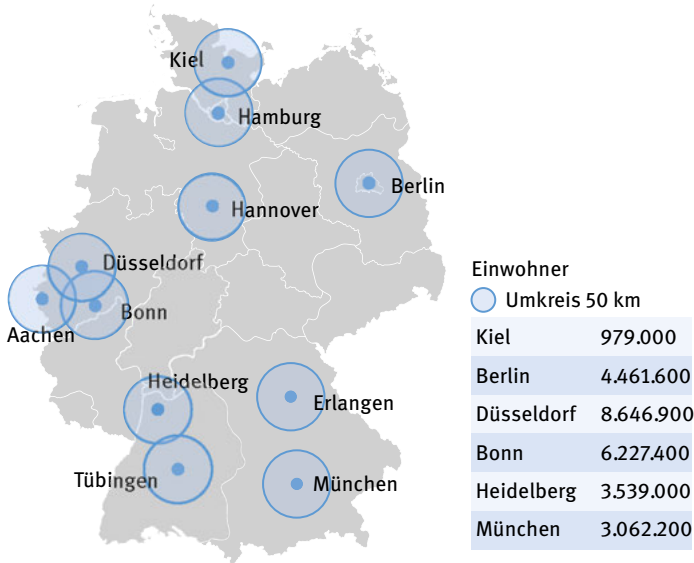 Kiel
Hamburg
Berlin
Hannover
Düsseldorf
Bonn
Aachen
Heidelberg
Erlangen
Tübingen
München
Einwohner
Umkreis 50 km
Kiel 979.000
Berlin 4.461.600
Düsseldorf 8.646.900
Bonn 6.227.400
Heidelberg 3.539.000
München 3.062.200